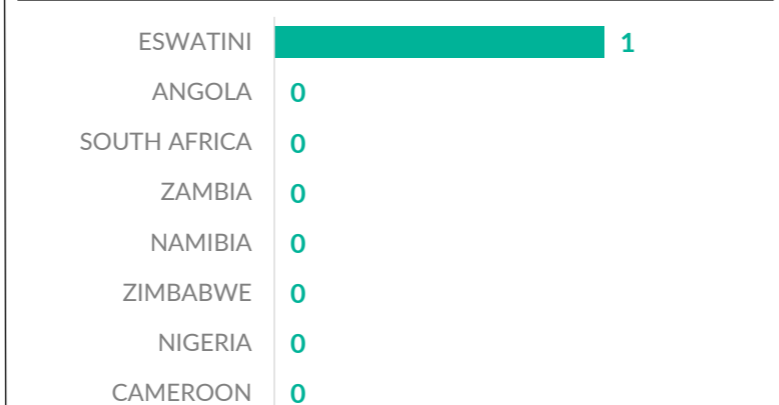 ESWATINI 1
ANGOLA 0
SOUTH AFRICA 0
ZAMBIA 0
NAMIBIA 0
ZIMBABWE 0
NIGERIA 0
CAMEROON 0